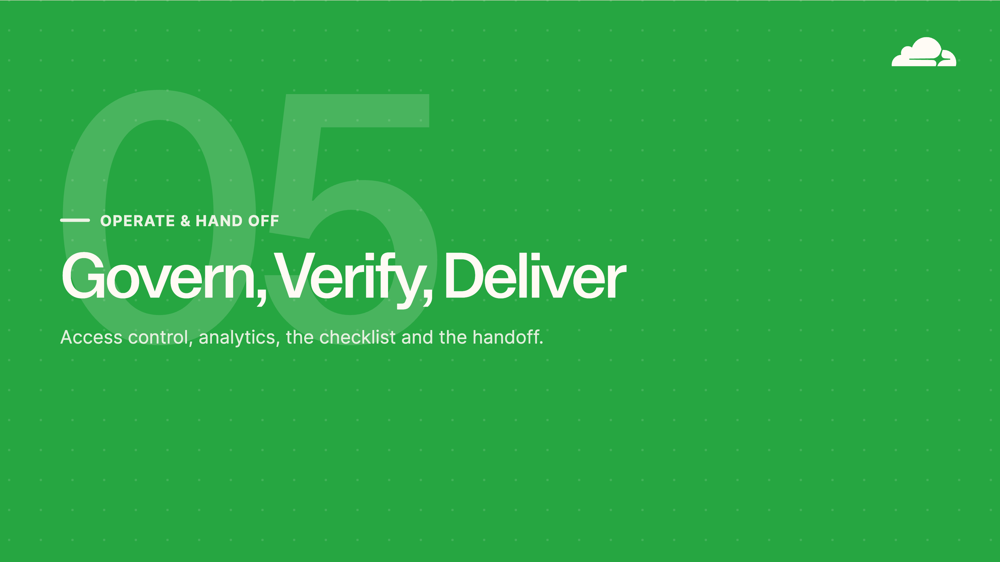 05
OPERATE & HAND OFF
Govern, Verify, Deliver
Access control, analytics, the checklist and the handoff.